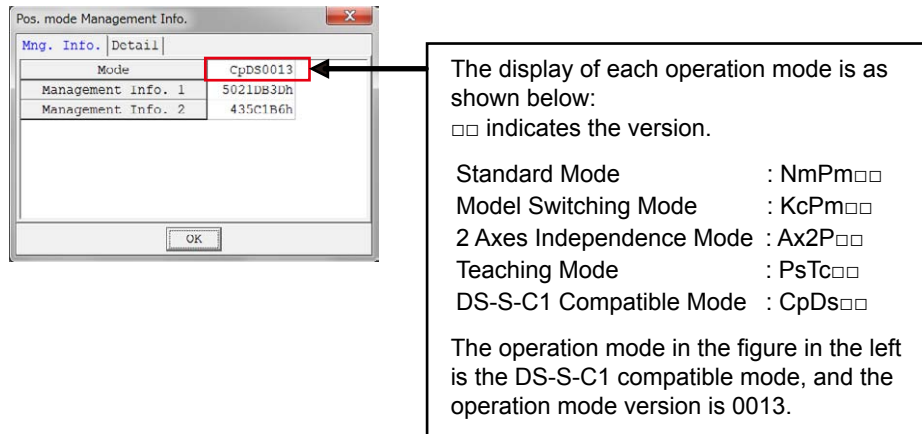 Pos. mode Management Info.
X
Mng. Info. Detail
Mode CpDS0013
Management Info. 1 5021DB3Dh
Management Info. 2 435C1B6h
OK
The display of each operation mode is as
shown below:
□□ indicates the version.
Standard Mode : NmPm□□
Model Switching Mode : KcPm□□
2 Axes Independence Mode : Ax2P□□
Teaching Mode : PsTc□□
DS-S-C1 Compatible Mode : CpDs□□
The operation mode in the figure in the left
is the DS-S-C1 compatible mode, and the
operation mode version is 0013.